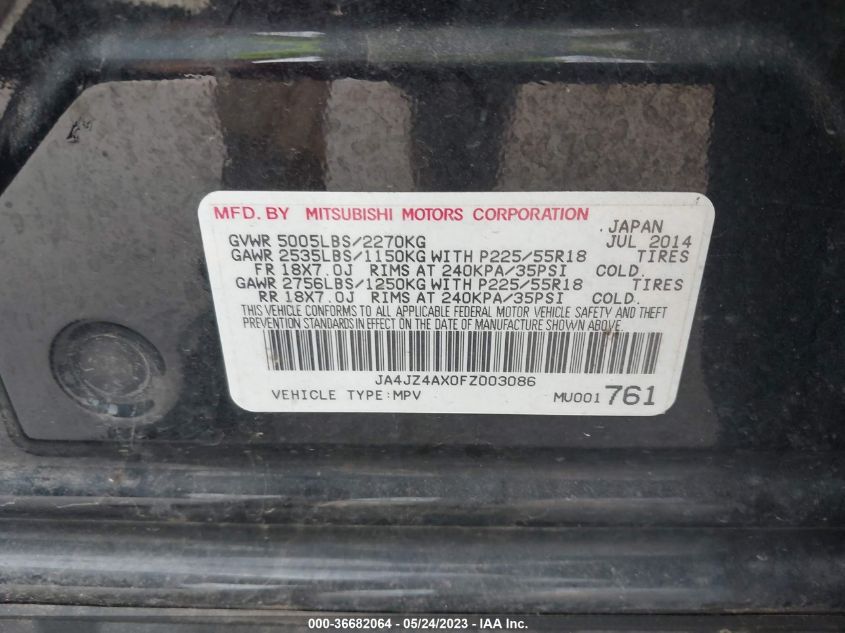 MFD. BY MITSUBISHI MOTORS CORPORATION
JAPAN
GVWR 5005LBS/2270KG JUL 2014
GAWR 2535LBS/1150KG WITH P225/55R18 TIRES
FR 18X7.0J RIMS AT 240KPA/35PSI COLD.
GAWR 2756LBS/1250KG WITH P225/55R18 TIRES
RR 18X7.0J RIMS AT 240KPA/35PSI COLD.
THIS VEHICLE CONFORMS TO ALL APPLICABLE FEDERAL MOTOR VEHICLE SAFETY AND THEFT
PREVENTION STANDARDS IN EFFECT ON THE DATE OF MANUFACTURE SHOWN ABOVE.
JA4JZ4AX0FZ003086
VEHICLE TYPE:MPV MU001 761
000-36682064 - 05/24/2023 - IAA Inc.